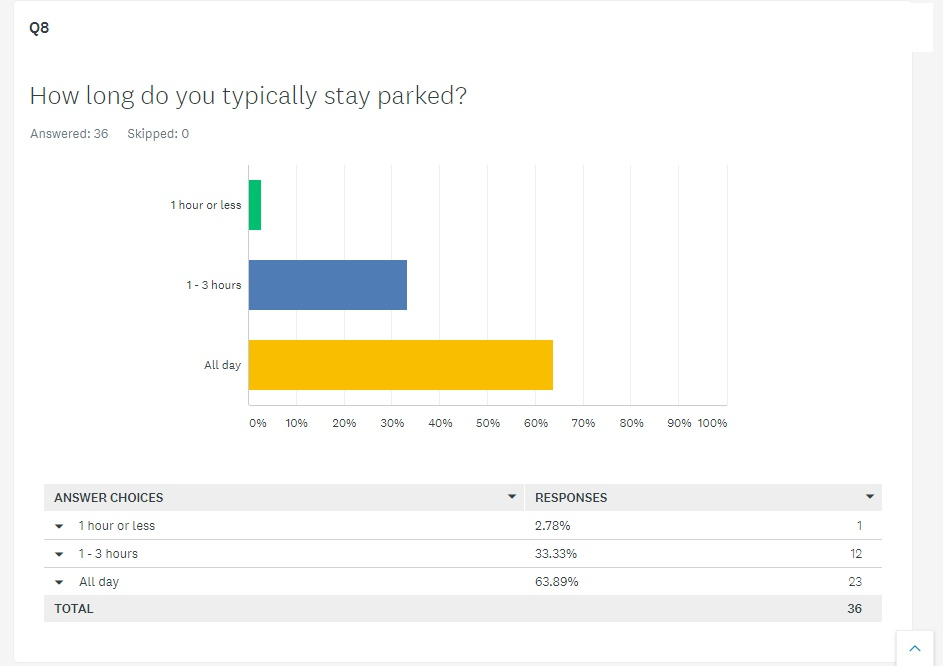 Q8
How long do you typically stay parked?
Answered: 36 Skipped: 0
1 hour or less
1 - 3 hours
All day
0% 10% 20% 30% 40% 50% 60% 70% 80% 90% 100%
ANSWER CHOICES RESPONSES
1 hour or less 2.78% 1
1 - 3 hours 33.33% 12
All day 63.89% 23
TOTAL 36